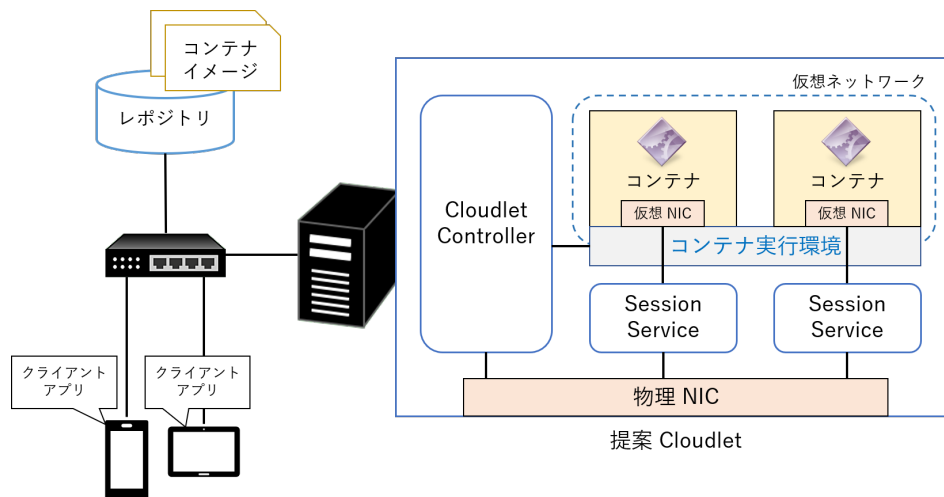 コンテナ
イメージ
レポジトリ
クライアント
アプリ
クライアント
アプリ
仮想ネットワーク
Cloudlet
Controller
コンテナ
仮想 NIC
コンテナ
仮想 NIC
コンテナ実行環境
Session
Service
Session
Service
物理 NIC
提案 Cloudlet